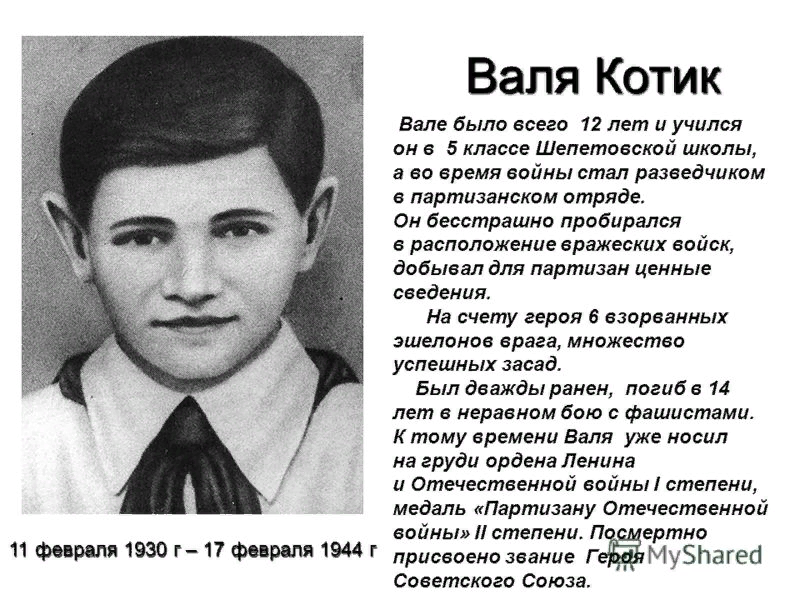 Валя Котик
Вале было всего 12 лет и учился
он в 5 классе Шепетовской школы,
а во время войны стал разведчиком
в партизанском отряде.
Он бесстрашно пробирался
в расположение вражеских войск,
добывал для партизан ценные
сведения.
На счету героя 6 взорванных
эшелонов врага, множество
успешных засад.
Был дважды ранен, погиб в 14
лет в неравном бою с фашистами.
К тому времени Валя уже носил
на груди ордена Ленина
и Отечественной войны I степени,
медаль «Партизану Отечественной
войны» II степени. Посмертно
присвоено звание Героя
Советского Союза.
11 февраля 1930 г – 17 февраля 1944 г
MyShared